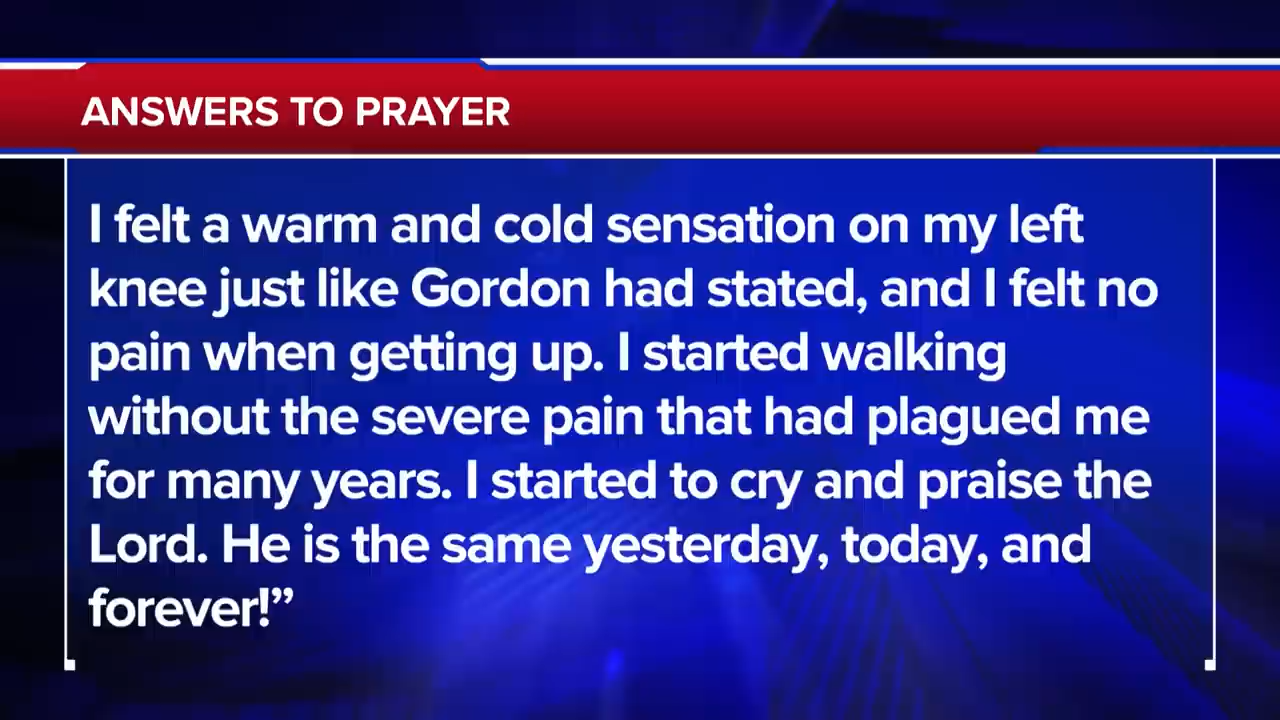 ANSWERS TO PRAYER
I felt a warm and cold sensation on my left
knee just like Gordon had stated, and I felt no
pain when getting up. I started walking
without the severe pain that had plagued me
for many years. I started to cry and praise the
Lord. He is the same yesterday, today, and
forever!”